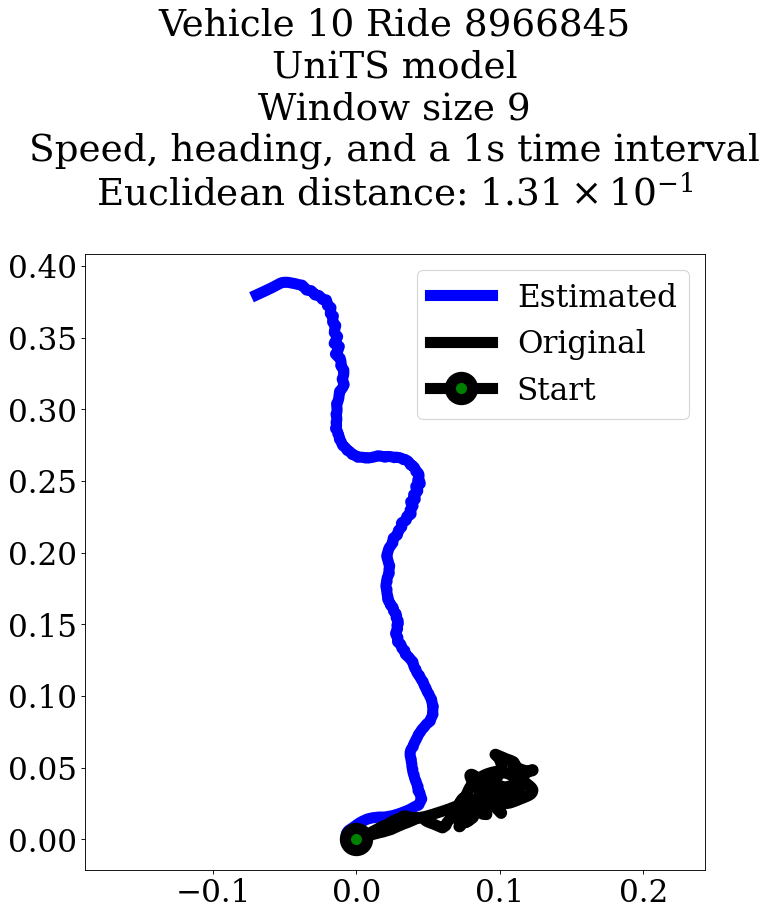 Vehicle 10 Ride 8966845
UniTS model
Window size 9
Speed, heading, and a 1s time interval
Euclidean distance: 1.31 × 10⁻¹
Estimated
Original
Start
0.40
0.35
0.30
0.25
0.20
0.15
0.10
0.05
0.00
−0.1 0.0 0.1 0.2